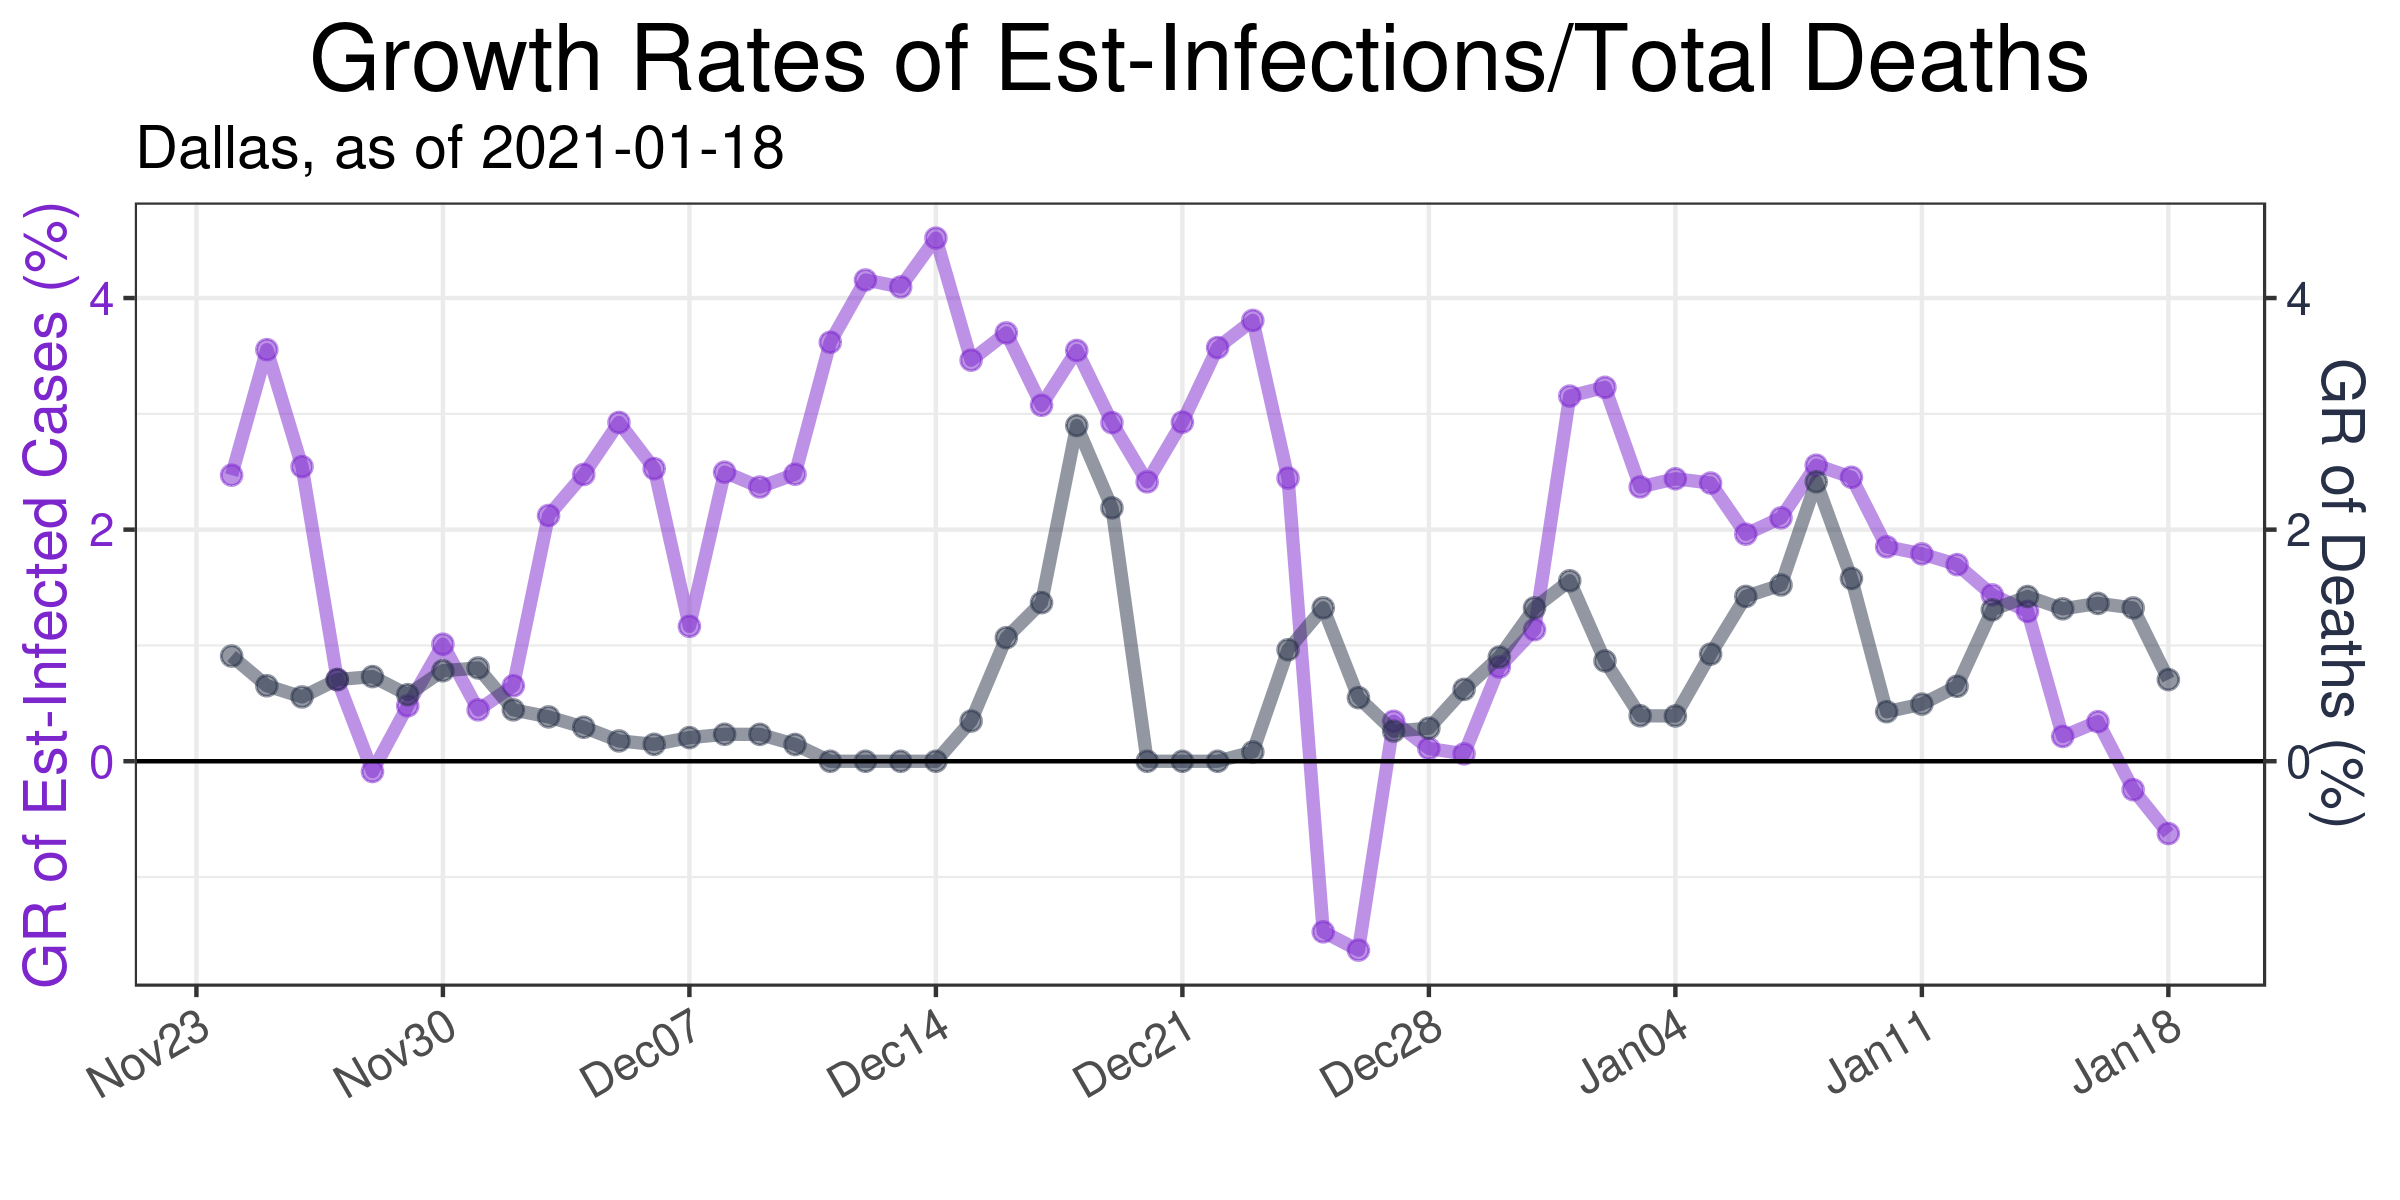 Growth Rates of Est-Infections/Total Deaths
Dallas, as of 2021-01-18
GR of Est-Infected Cases (%)
4
2
0
4
2
0
GR of Deaths (%)
Nov23
Nov30
Dec07
Dec14
Dec21
Dec28
Jan04
Jan11
Jan18